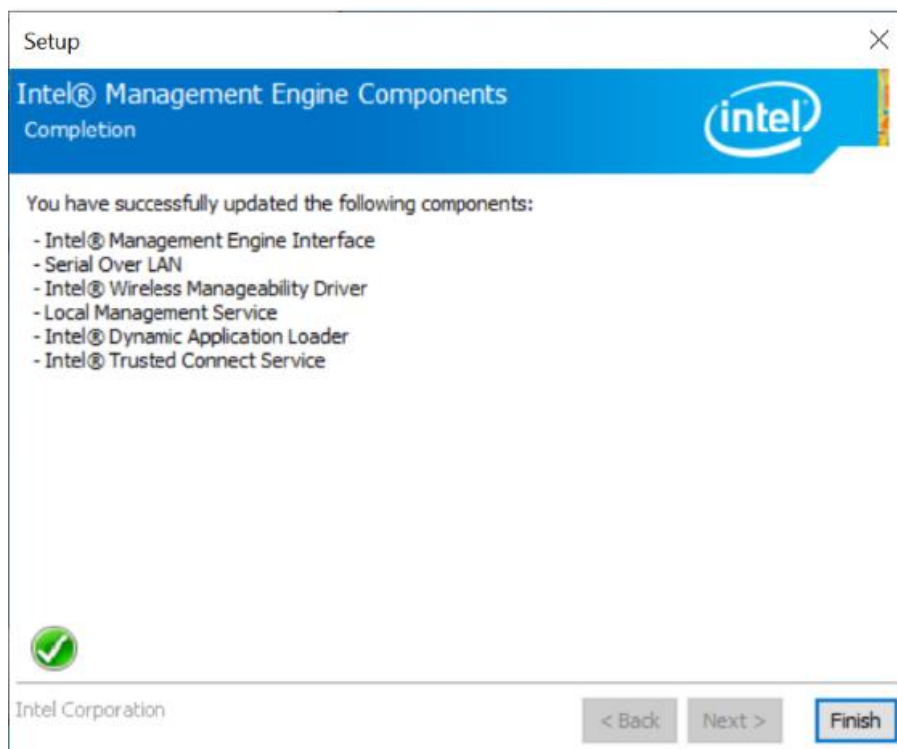 Setup
Intel® Management Engine Components
Completion
intel
You have successfully updated the following components:
- Intel® Management Engine Interface
- Serial Over LAN
- Intel® Wireless Manageability Driver
- Local Management Service
- Intel® Dynamic Application Loader
- Intel® Trusted Connect Service
Intel Corporation
< Back
Next >
Finish